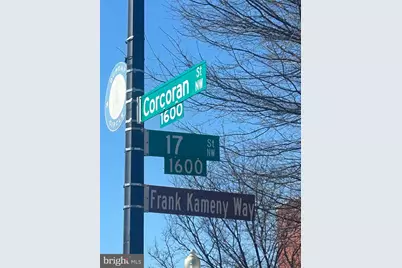 Corcoran St NW
1600
17 St NW
1600
Frank Kameny Way
bright MLS